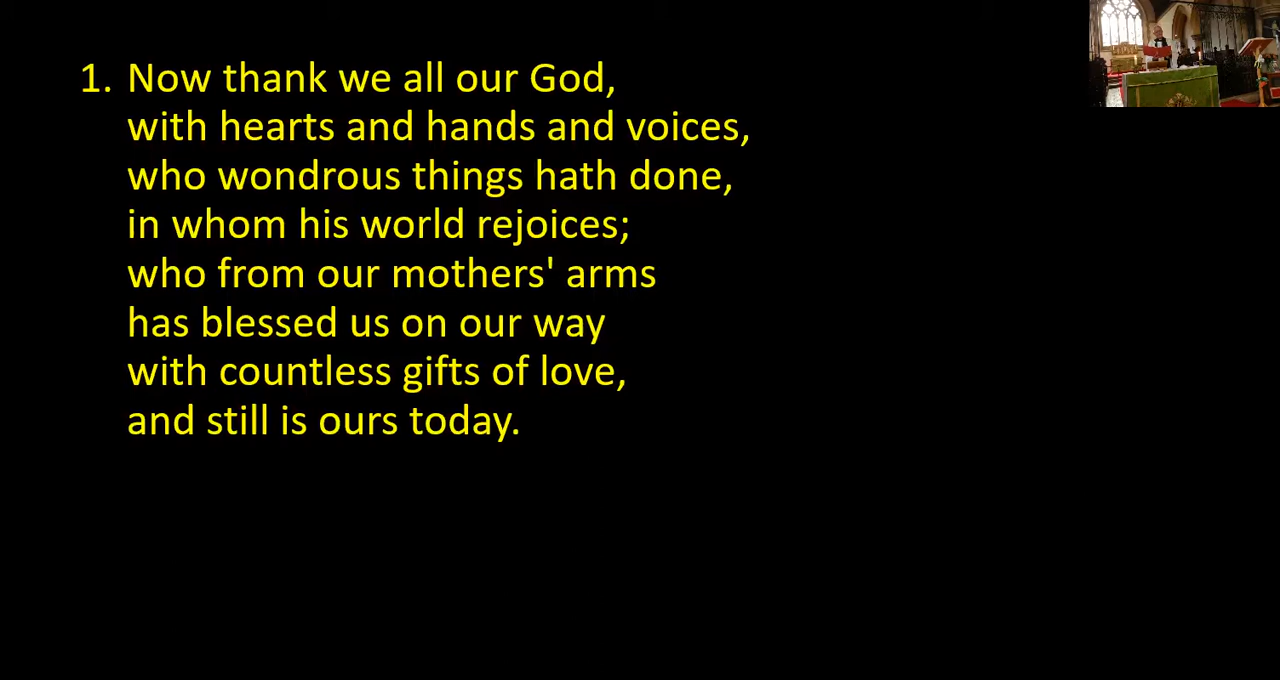 1. Now thank we all our God,
with hearts and hands and voices,
who wondrous things hath done,
in whom his world rejoices;
who from our mothers' arms
has blessed us on our way
with countless gifts of love,
and still is ours today.